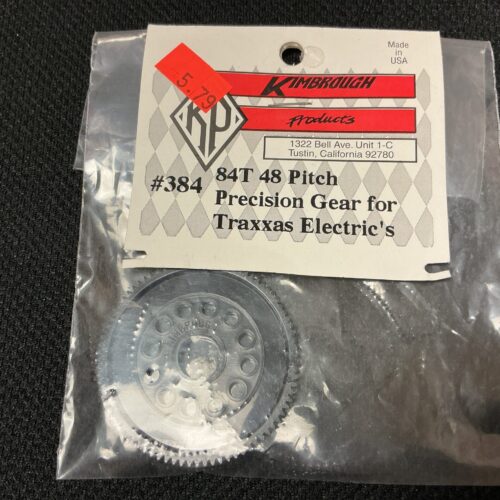 Made
in
USA
5.79
KIMBROUGH
KP
Products
1322 Bell Ave. Unit 1-C
Tustin, California 92780
#384
84T 48 Pitch
Precision Gear for
Traxxas Electric's